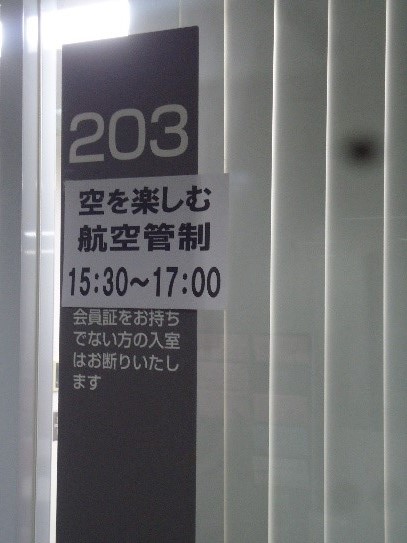 203
空を楽しむ
航空管制
15:30〜17:00
会員証をお持ち
でない方の入室
はお断りいたし
ます